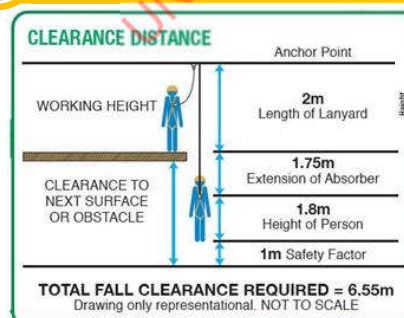 CLEARANCE DISTANCE
Anchor Point
WORKING HEIGHT
2m
Length of Lanyard
Height
1.75m
Extension of Absorber
CLEARANCE TO
NEXT SURFACE
OR OBSTACLE
1.8m
Height of Person
1m Safety Factor
TOTAL FALL CLEARANCE REQUIRED = 6.55m
Drawing only representational. NOT TO SCALE